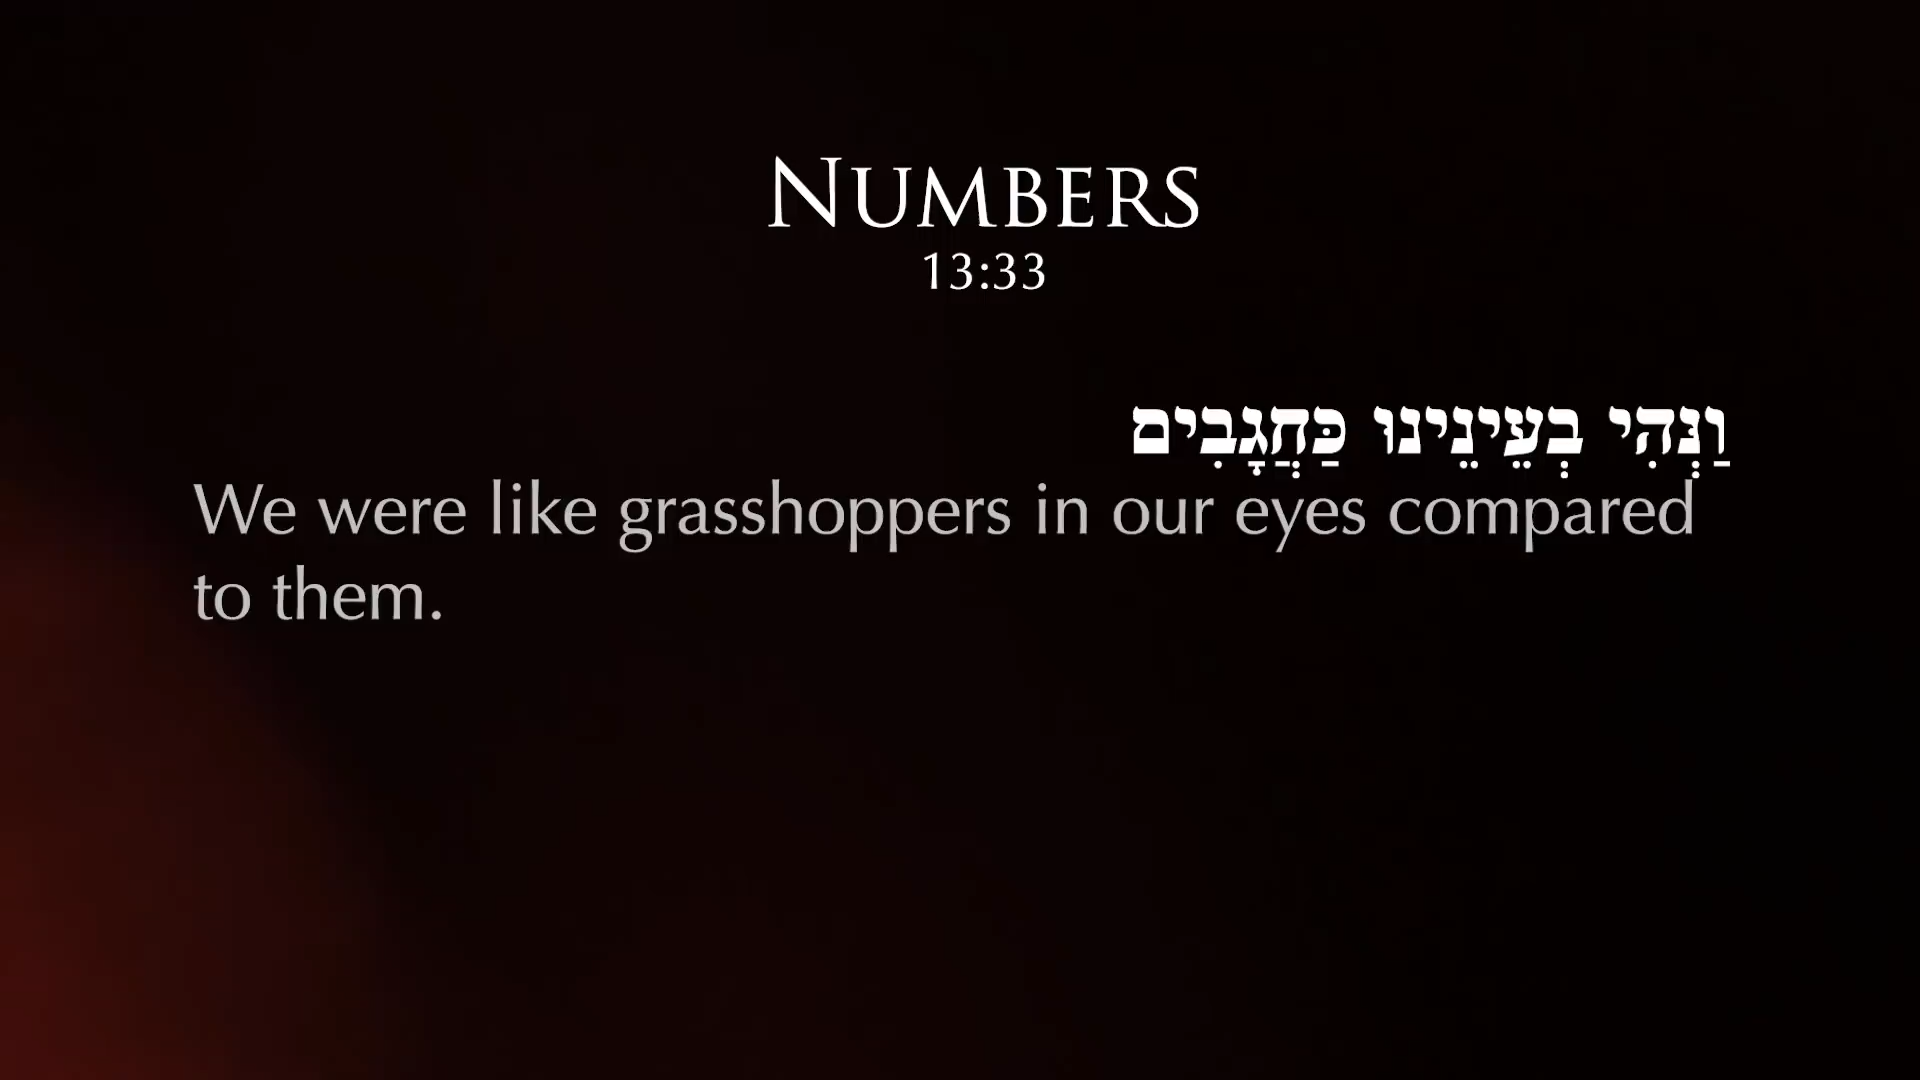 NUMBERS
13:33
וַנְּהִי בְעֵינֵינוּ כַּחֲגָבִים
We were like grasshoppers in our eyes compared
to them.